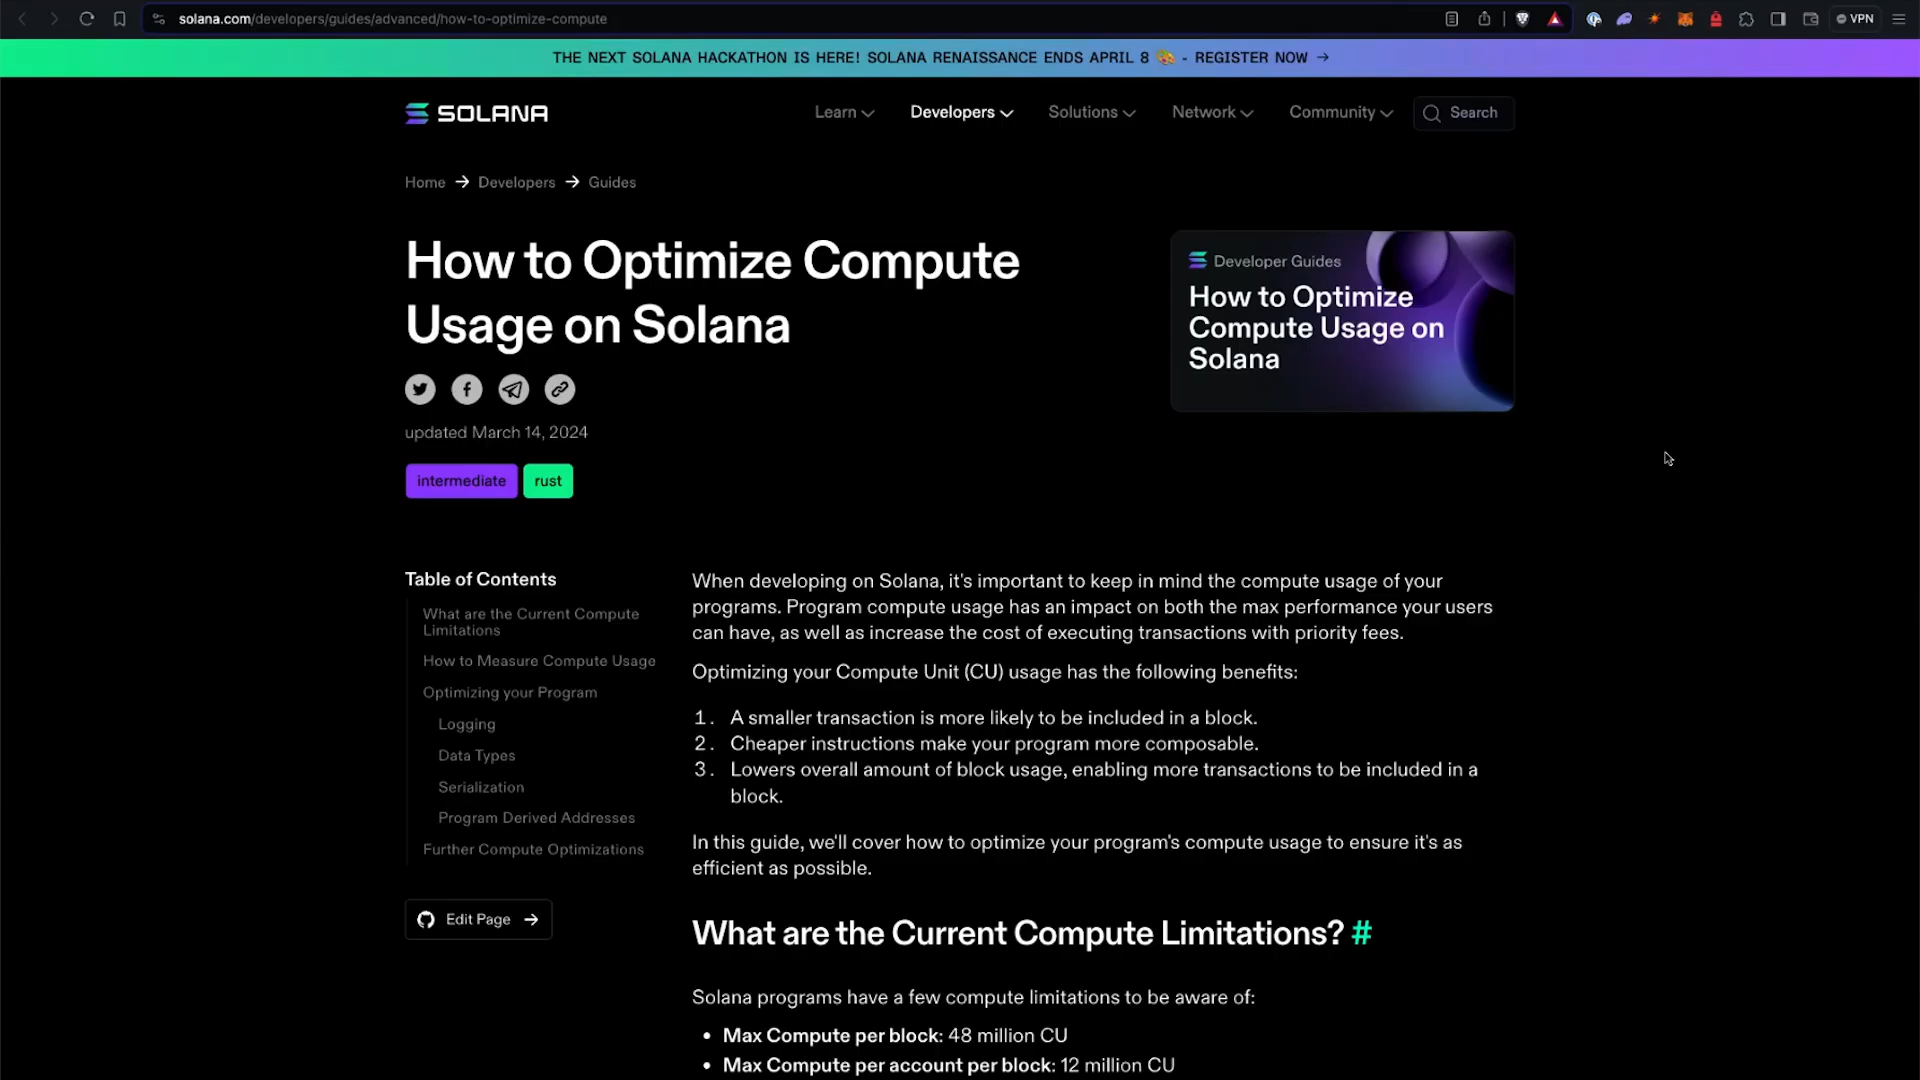 solana.com/developers/guides/advanced/how-to-optimize-compute
VPN
THE NEXT SOLANA HACKATHON IS HERE! SOLANA RENAISSANCE ENDS APRIL 8 🎨 - REGISTER NOW →
SOLANA
Learn
Developers
Solutions
Network
Community
Search
Home → Developers → Guides
How to Optimize Compute
Usage on Solana
Developer Guides
How to Optimize
Compute Usage on
Solana
updated March 14, 2024
intermediate
rust
Table of Contents
What are the Current Compute
Limitations
How to Measure Compute Usage
Optimizing your Program
Logging
Data Types
Serialization
Program Derived Addresses
Further Compute Optimizations
Edit Page →
When developing on Solana, it's important to keep in mind the compute usage of your
programs. Program compute usage has an impact on both the max performance your users
can have, as well as increase the cost of executing transactions with priority fees.
Optimizing your Compute Unit (CU) usage has the following benefits:
1. A smaller transaction is more likely to be included in a block.
2. Cheaper instructions make your program more composable.
3. Lowers overall amount of block usage, enabling more transactions to be included in a
block.
In this guide, we'll cover how to optimize your program's compute usage to ensure it's as
efficient as possible.
What are the Current Compute Limitations? #
Solana programs have a few compute limitations to be aware of:
• Max Compute per block: 48 million CU
• Max Compute per account per block: 12 million CU